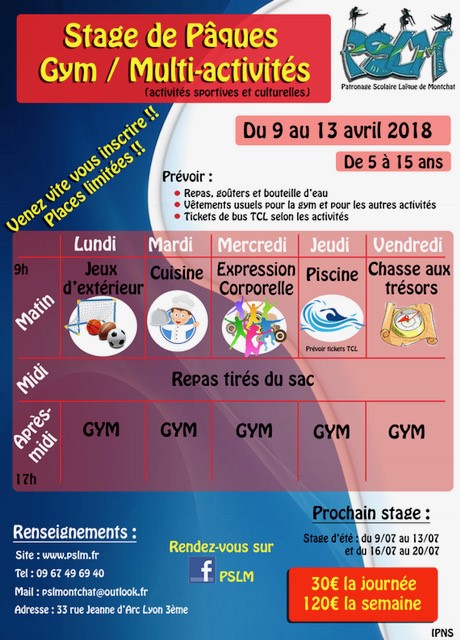 Stage de Pâques
Gym / Multi-activités
(activités sportives et culturelles)
PSLM
Patronage Scolaire Laïque de Montchat
Venez vite vous inscrire !!
Places limitées !!
Du 9 au 13 avril 2018
De 5 à 15 ans
Prévoir :
Repas, goûters et bouteille d'eau
Vêtements usuels pour la gym et pour les autres activités
Tickets de bus TCL selon les activités
Lundi Mardi Mercredi Jeudi Vendredi
9h
Matin
Jeux d'extérieur
Cuisine
Expression Corporelle
Piscine
Prévoir tickets TCL
Chasse aux trésors
Midi
Repas tirés du sac
Après-midi
GYM GYM GYM GYM GYM
17h
Renseignements :
Site : www.pslm.fr
Tel : 09 67 49 69 40
Mail : pslmontchat@outlook.fr
Adresse : 33 rue Jeanne d'Arc Lyon 3ème
Rendez-vous sur
f PSLM
Prochain stage :
Stage d'été : du 9/07 au 13/07
et du 16/07 au 20/07
30€ la journée
120€ la semaine
IPNS